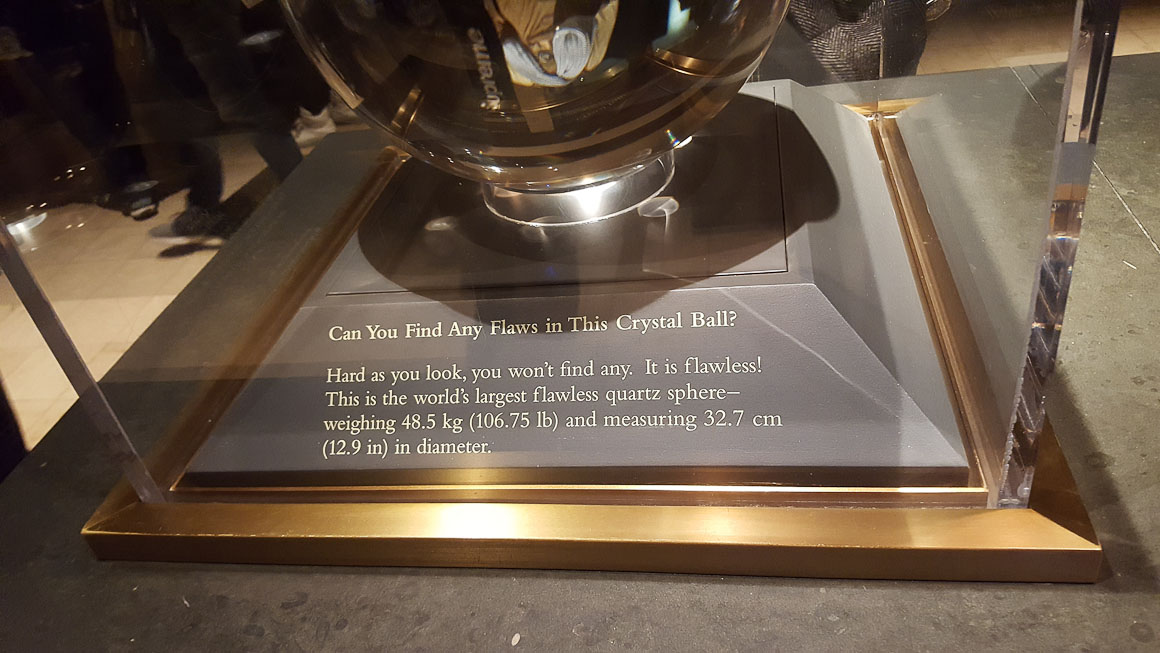 Can You Find Any Flaws in This Crystal Ball?
Hard as you look, you won't find any. It is flawless!
This is the world's largest flawless quartz sphere—
weighing 48.5 kg (106.75 lb) and measuring 32.7 cm
(12.9 in) in diameter.